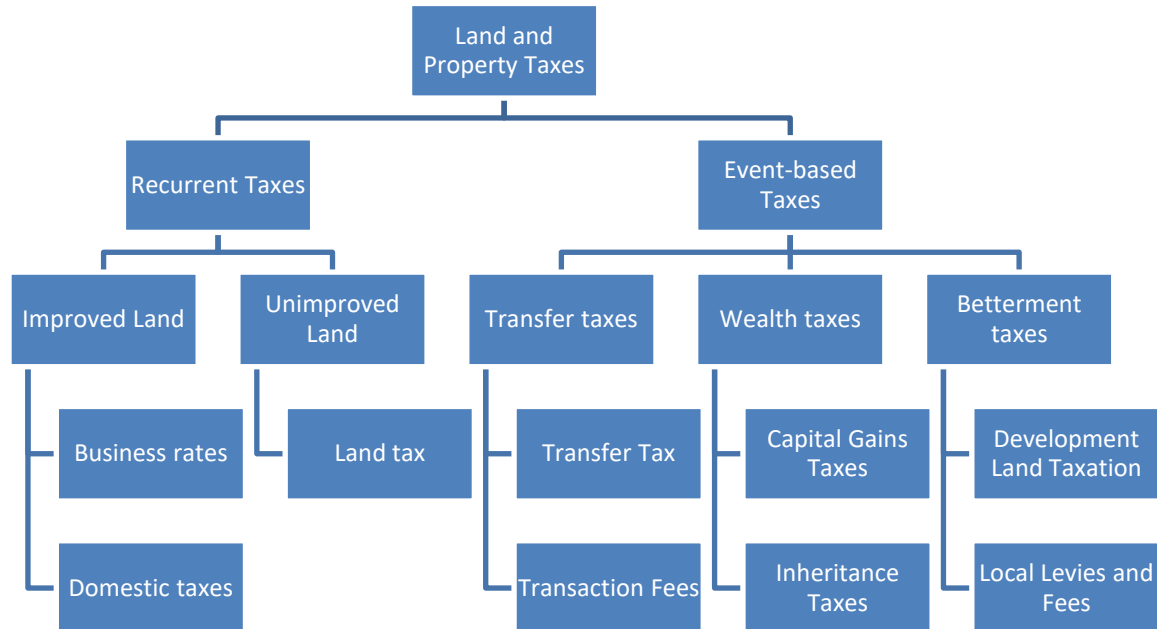 Land and
Property Taxes
Recurrent Taxes
Event-based
Taxes
Improved Land
Unimproved
Land
Transfer taxes
Wealth taxes
Betterment
taxes
Business rates
Land tax
Transfer Tax
Capital Gains
Taxes
Development
Land Taxation
Domestic taxes
Transaction Fees
Inheritance
Taxes
Local Levies and
Fees